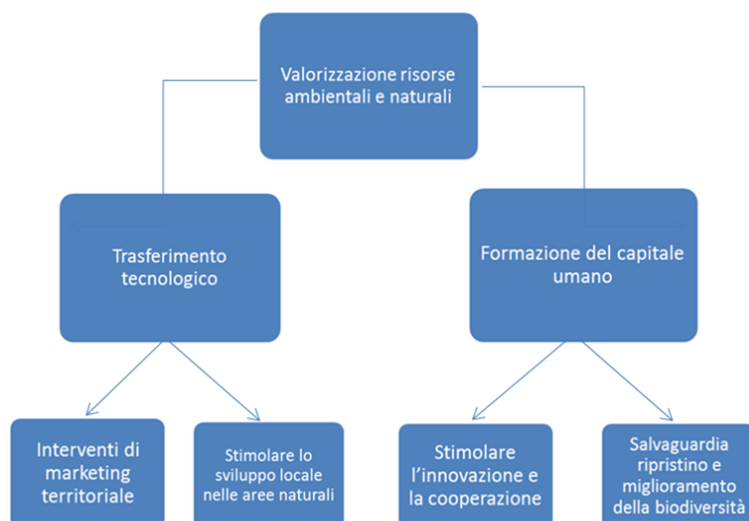 Valorizzazione risorse
ambientali e naturali
Trasferimento
tecnologico
Formazione del capitale
umano
Interventi di
marketing
territoriale
Stimolare lo
sviluppo locale
nelle aree naturali
Stimolare
l’innovazione e
la cooperazione
Salvaguardia
ripristino e
miglioramento
della biodiversità